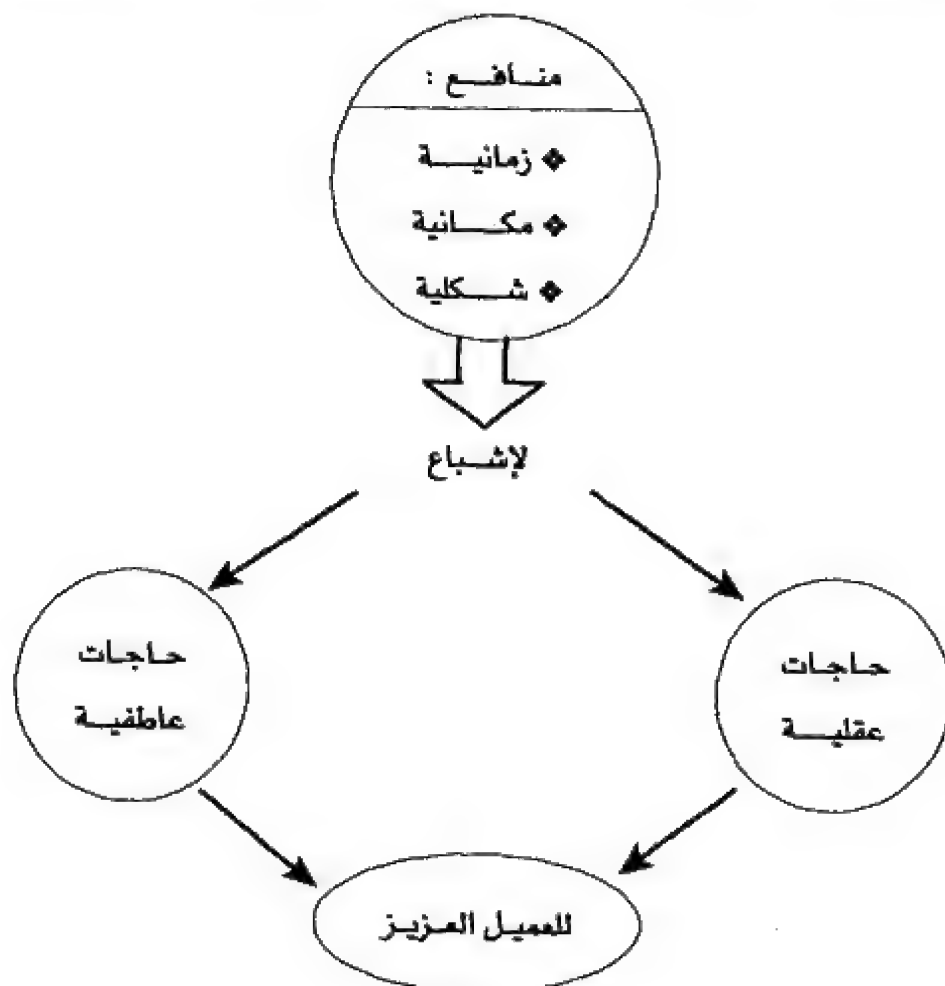 منافع :
❖ زمانية
❖ مكانية
❖ شكلية
لإشباع
حاجات
عقلية
حاجات
عاطفية
للعميل العزيز